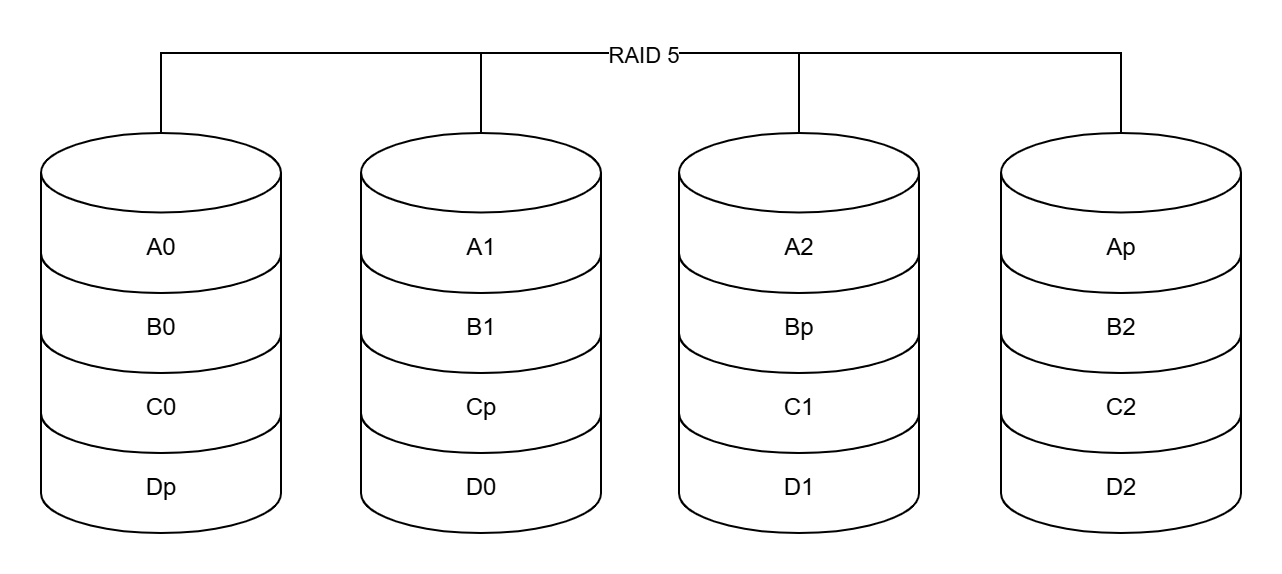 RAID 5
A0 A1 A2 Ap
B0 B1 Bp B2
C0 Cp C1 C2
Dp D0 D1 D2